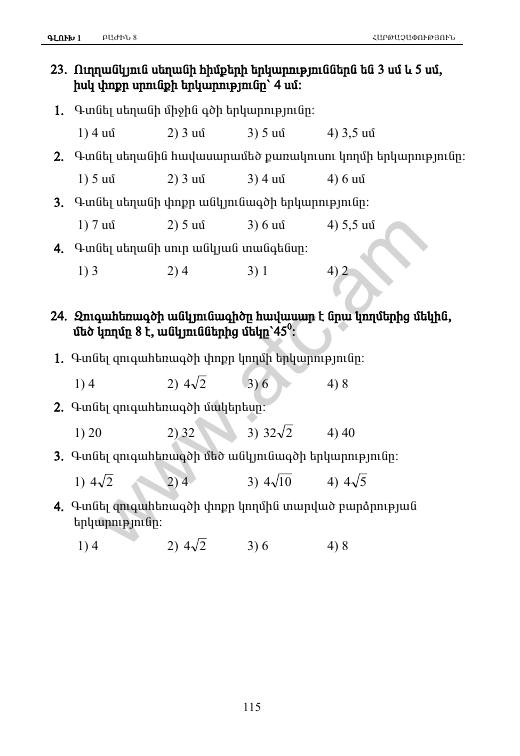 ԳԼՈՒԽ 1 ԲԱԺԻՆ 8 ՀԱՐԹԱՉԱՓՈՒԹՅՈՒՆ
23. Ուղղանկյուն սեղանի հիմքերի երկարություններն են 3 սմ և 5 սմ,
իսկ փոքր սրունքի երկարությունը՝ 4 սմ:
1. Գտնել սեղանի միջին գծի երկարությունը:
1) 4 սմ 2) 3 սմ 3) 5 սմ 4) 3,5 սմ
2. Գտնել սեղանին հավասարամեծ քառակուսու կողմի երկարությունը:
1) 5 սմ 2) 3 սմ 3) 4 սմ 4) 6 սմ
3. Գտնել սեղանի փոքր անկյունագծի երկարությունը:
1) 7 սմ 2) 5 սմ 3) 6 սմ 4) 5,5 սմ
4. Գտնել սեղանի սուր անկյան տանգենսը:
1) 3 2) 4 3) 1 4) 2
24. Զուգահեռագծի անկյունագիծը հավասար է նրա կողմերից մեկին,
մեծ կողմը 8 է, անկյուններից մեկը՝45⁰:
1. Գտնել զուգահեռագծի փոքր կողմի երկարությունը:
1) 4 2) 4√2 3) 6 4) 8
2. Գտնել զուգահեռագծի մակերեսը:
1) 20 2) 32 3) 32√2 4) 40
3. Գտնել զուգահեռագծի մեծ անկյունագծի երկարությունը:
1) 4√2 2) 4 3) 4√10 4) 4√5
4. Գտնել զուգահեռագծի փոքր կողմին տարված բարձրության
երկարությունը:
1) 4 2) 4√2 3) 6 4) 8
www.atc.am
115